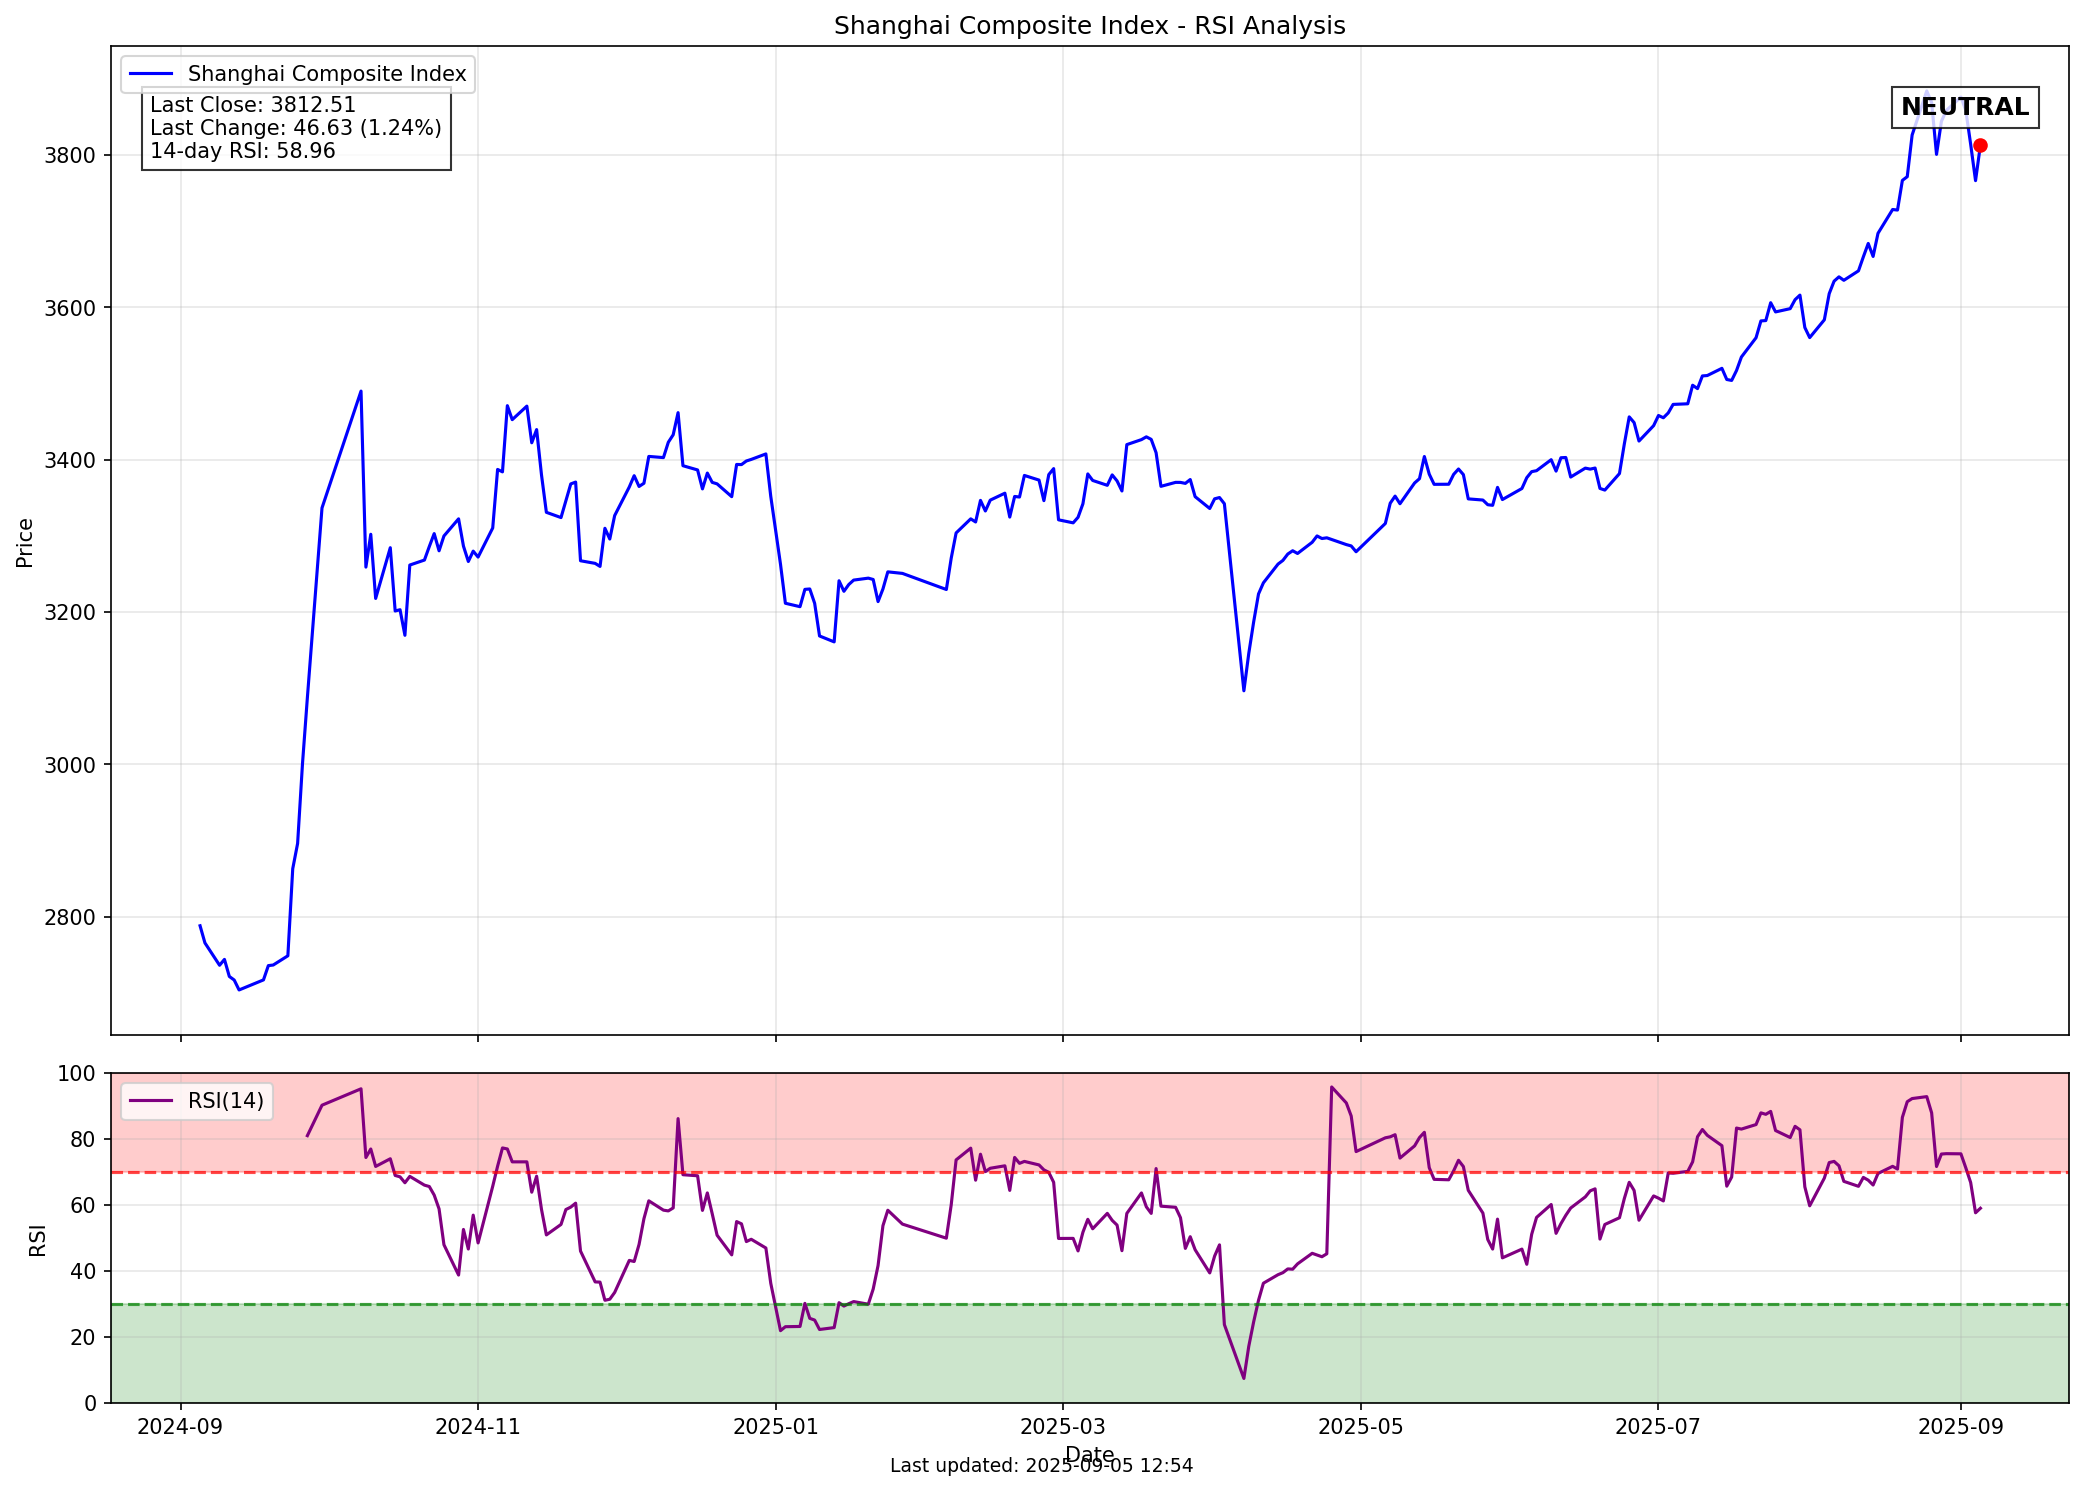 Shanghai Composite Index - RSI Analysis
Shanghai Composite Index
Last Close: 3812.51
Last Change: 46.63 (1.24%)
14-day RSI: 58.96
NEUTRAL
3800
3600
3400
3200
3000
2800
Price
100
80
60
40
20
0
RSI
RSI(14)
2024-09 2024-11 2025-01 2025-03 2025-05 2025-07 2025-09
Date
Last updated: 2025-09-05 12:54